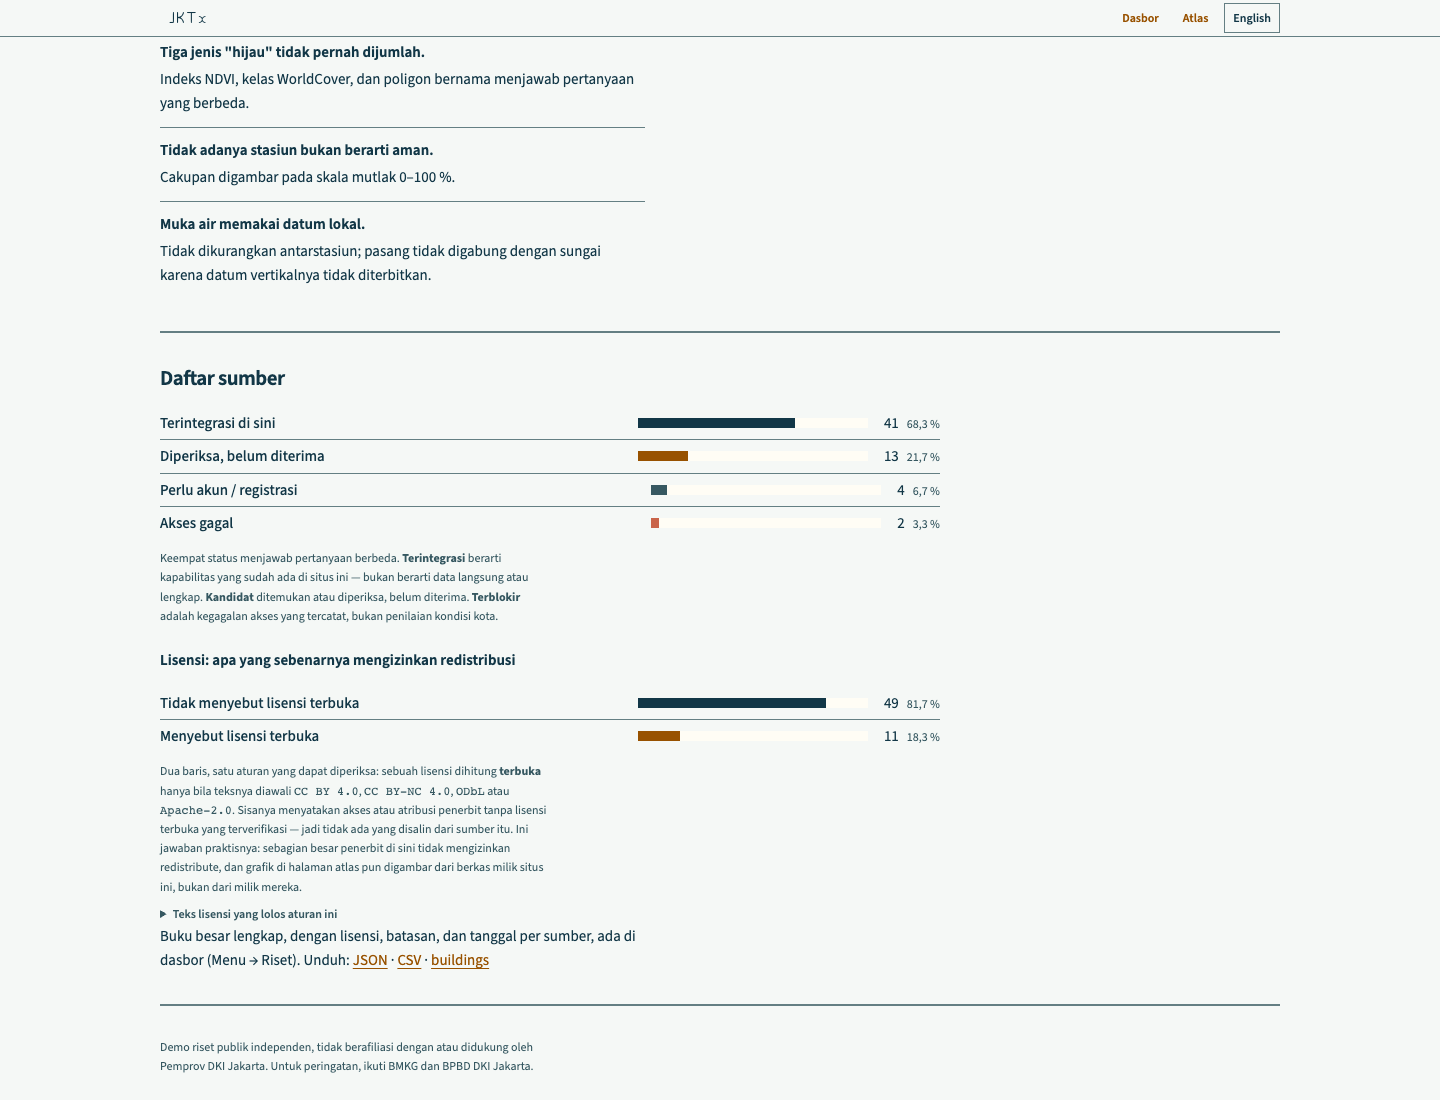 JKTx
Dasbor
Atlas
English
Tiga jenis "hijau" tidak pernah dijumlah.
Indeks NDVI, kelas WorldCover, dan poligon bernama menjawab pertanyaan
yang berbeda.
Tidak adanya stasiun bukan berarti aman.
Cakupan digambar pada skala mutlak 0–100 %.
Muka air memakai datum lokal.
Tidak dikurangkan antarstasiun; pasang tidak digabung dengan sungai
karena datum vertikalnya tidak diterbitkan.
Daftar sumber
Terintegrasi di sini 41 68,3 %
Diperiksa, belum diterima 13 21,7 %
Perlu akun / registrasi 4 6,7 %
Akses gagal 2 3,3 %
Keempat status menjawab pertanyaan berbeda. Terintegrasi berarti
kapabilitas yang sudah ada di situs ini — bukan berarti data langsung atau
lengkap. Kandidat ditemukan atau diperiksa, belum diterima. Terblokir
adalah kegagalan akses yang tercatat, bukan penilaian kondisi kota.
Lisensi: apa yang sebenarnya mengizinkan redistribusi
Tidak menyebut lisensi terbuka 49 81,7 %
Menyebut lisensi terbuka 11 18,3 %
Dua baris, satu aturan yang dapat diperiksa: sebuah lisensi dihitung terbuka
hanya bila teksnya diawali CC BY 4.0, CC BY-NC 4.0, ODbL atau
Apache-2.0. Sisanya menyatakan akses atau atribusi penerbit tanpa lisensi
terbuka yang terverifikasi — jadi tidak ada yang disalin dari sumber itu. Ini
jawaban praktisnya: sebagian besar penerbit di sini tidak mengizinkan
redistribute, dan grafik di halaman atlas pun digambar dari berkas milik situs
ini, bukan dari milik mereka.
▶ Teks lisensi yang lolos aturan ini
Buku besar lengkap, dengan lisensi, batasan, dan tanggal per sumber, ada di
dasbor (Menu → Riset). Unduh: JSON · CSV · buildings
Demo riset publik independen, tidak berafiliasi dengan atau didukung oleh
Pemprov DKI Jakarta. Untuk peringatan, ikuti BMKG dan BPBD DKI Jakarta.